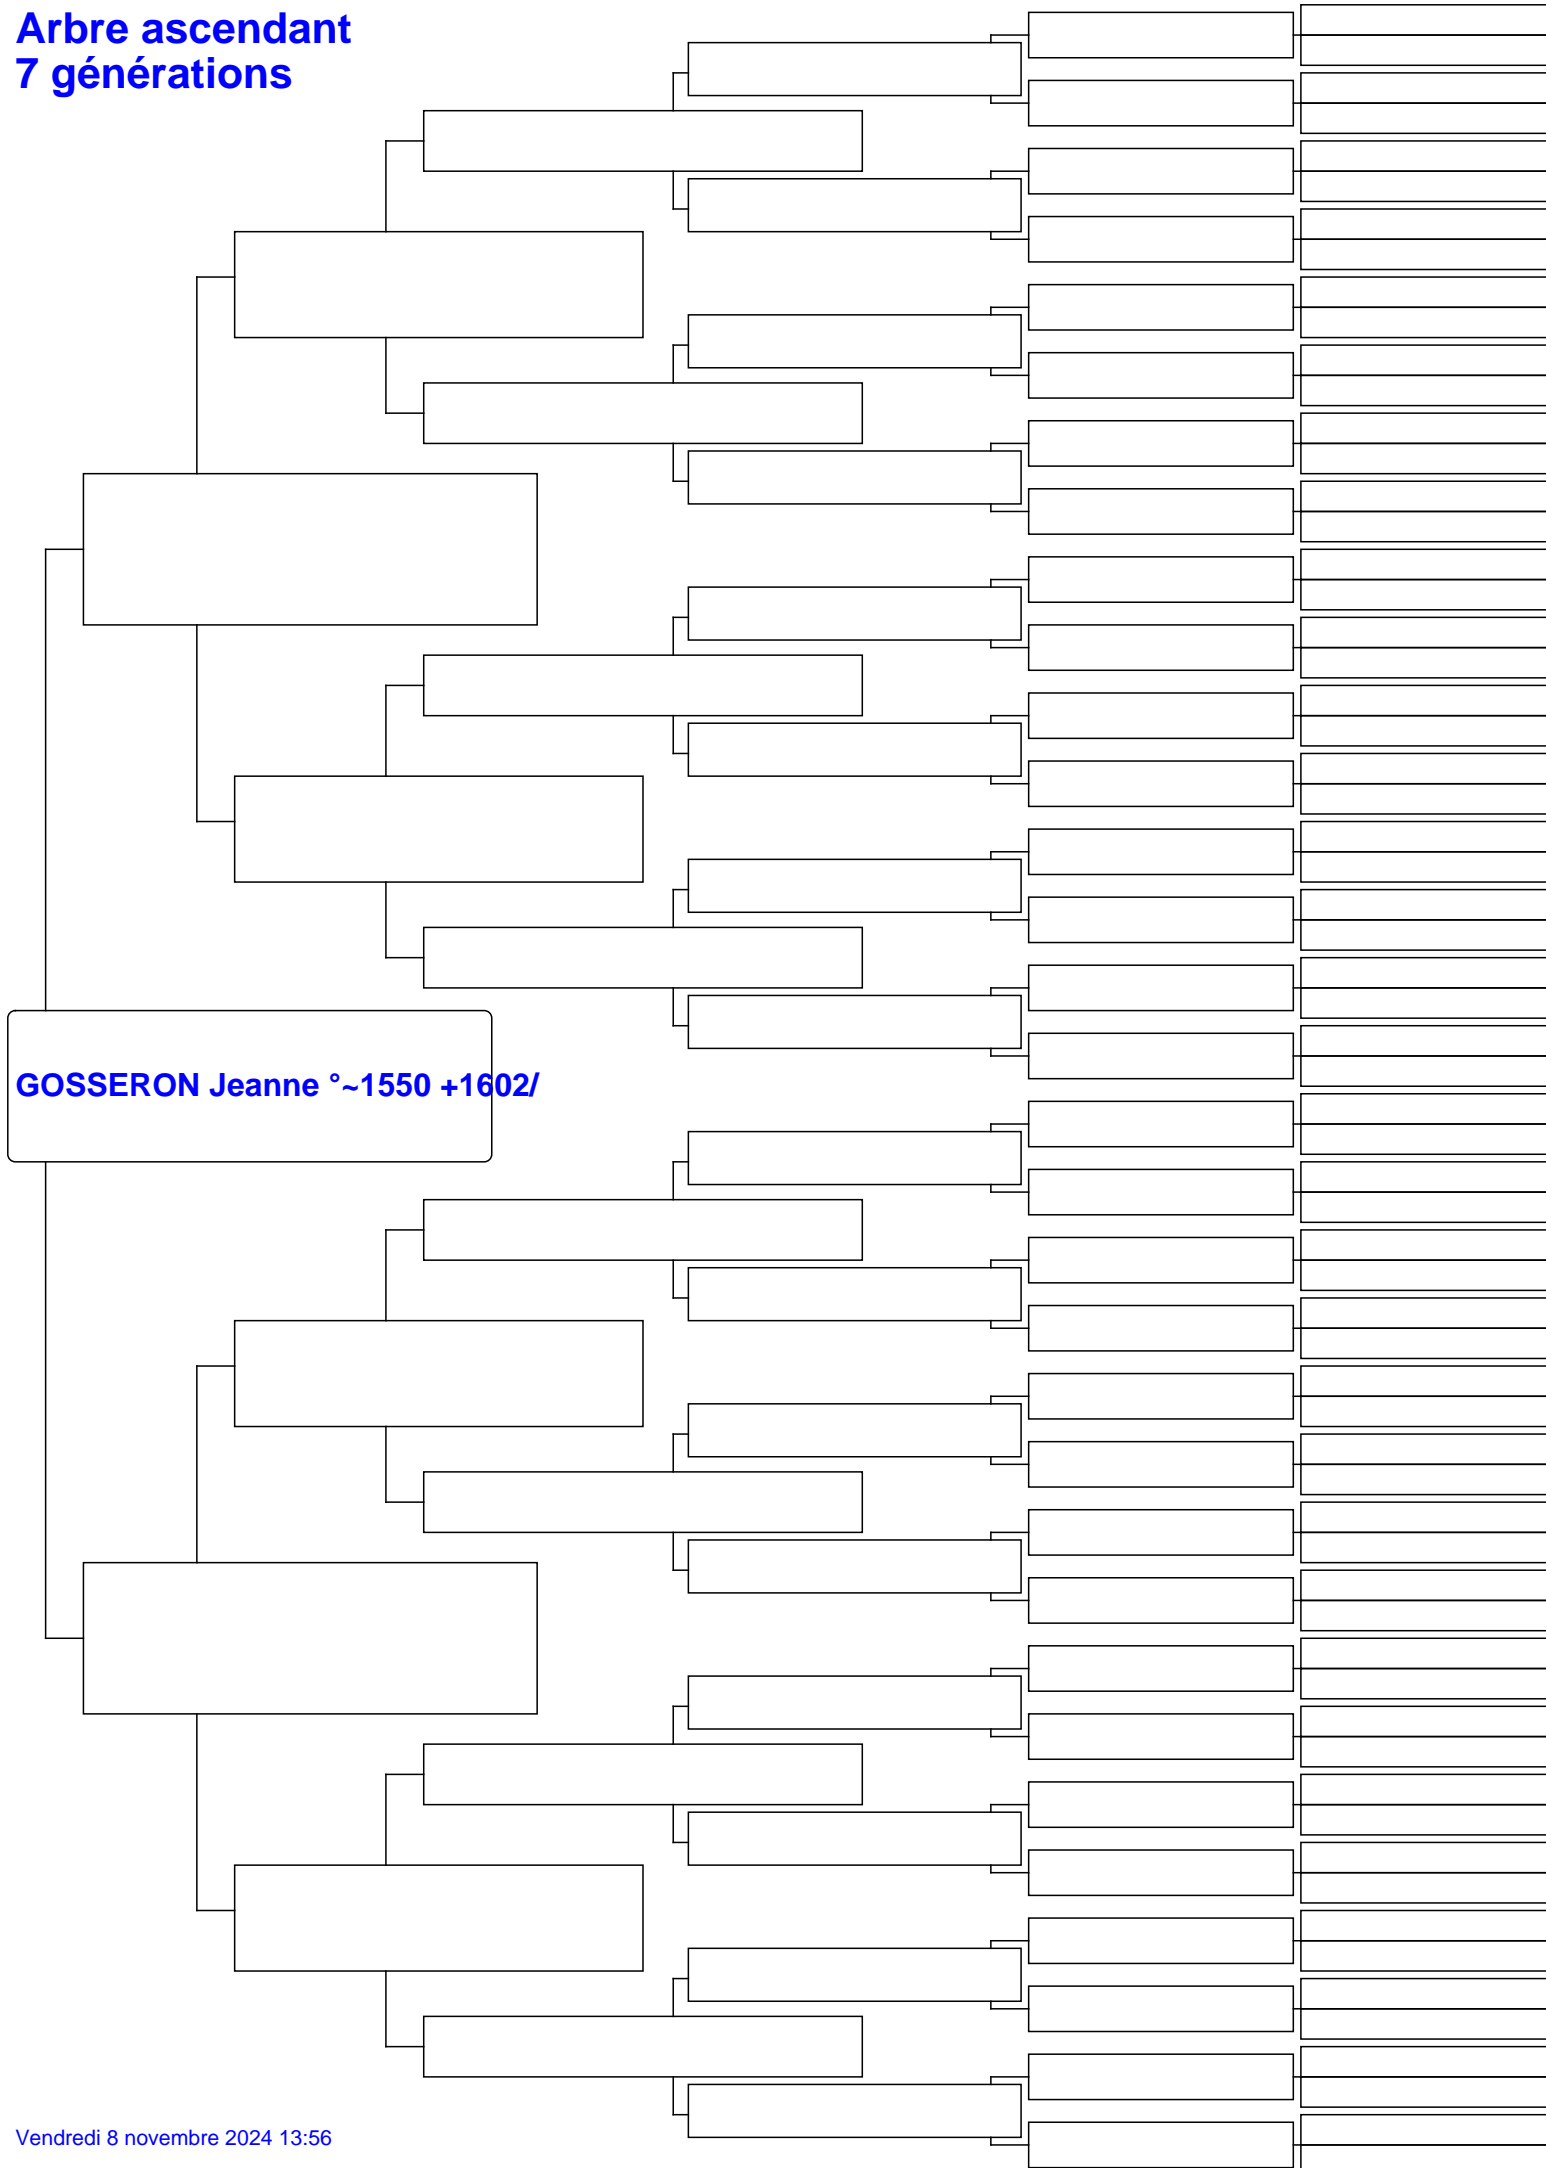 Arbre ascendant
7 générations
GOSSERON Jeanne °~1550 +1602/
Vendredi 8 novembre 2024 13:56